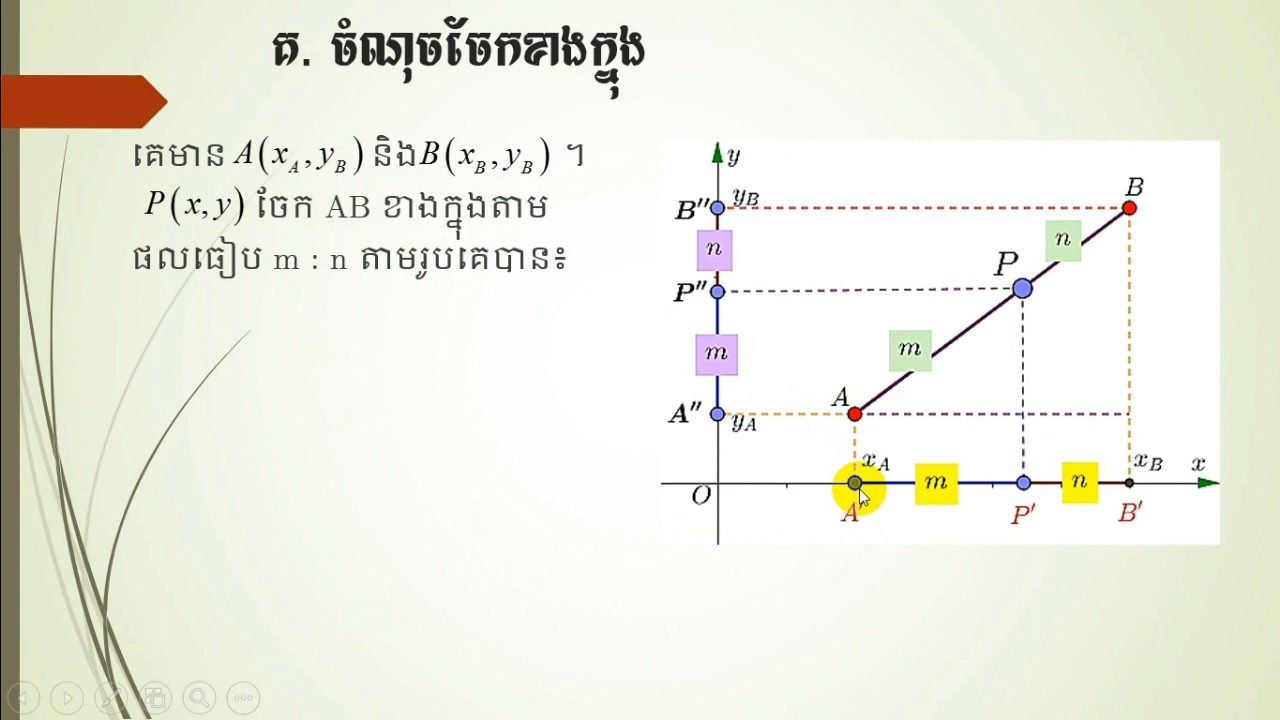 គ. ចំណុចចែកខាងក្នុង
គេមាន A(x_A, y_B) និង B(x_B, y_B) ។
P(x, y) ចែក AB ខាងក្នុងតាម
ផលធៀប m : n តាមរូបគេបាន៖
y
B
B″ y_B
n
n
P
P″
m
m
A
A″ y_A
x_A
x_B
x
O
m
n
A′
P′
B′